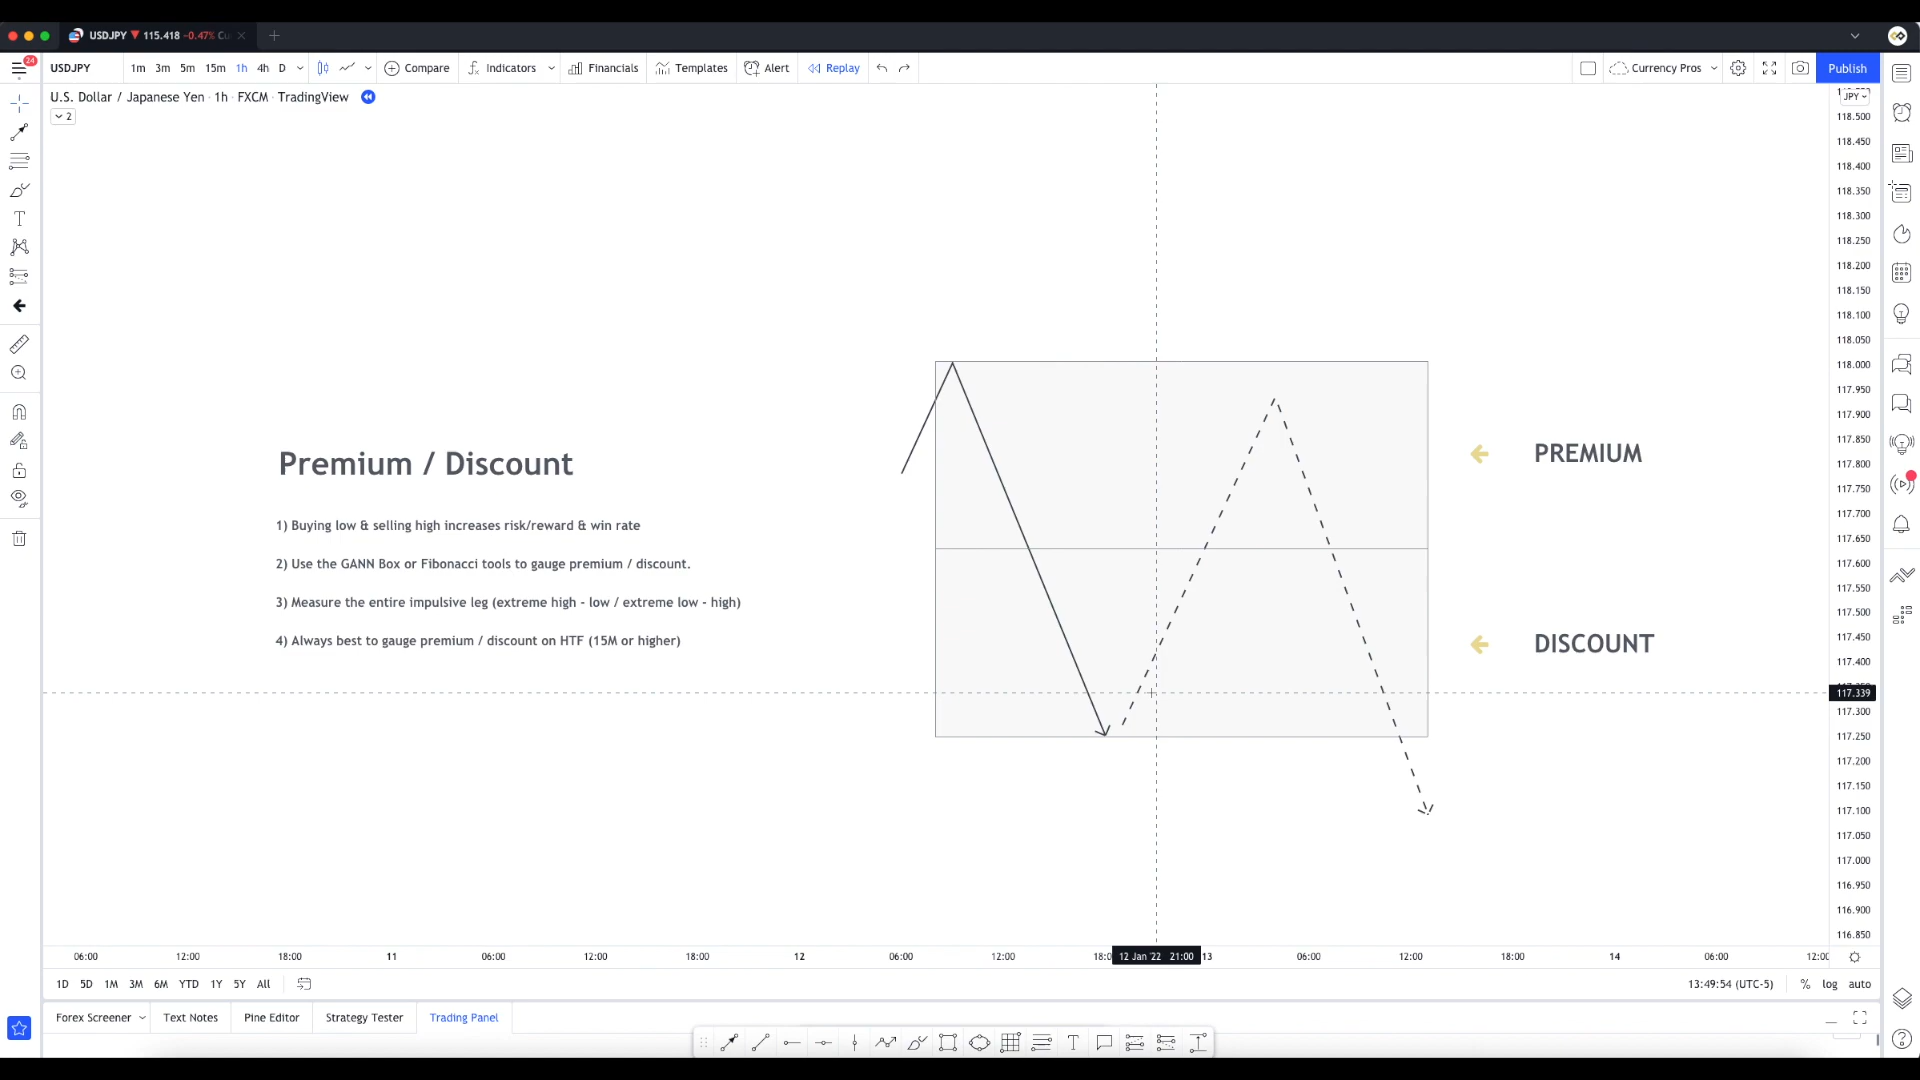 USDJPY ▼ 115.418 -0.47% Cu
24
USDJPY 1m 3m 5m 15m 1h 4h D Compare Indicators Financials Templates Alert Replay Currency Pros Publish
U.S. Dollar / Japanese Yen · 1h · FXCM · TradingView
2
JPY
118.500
118.450
118.400
118.350
118.300
118.250
118.200
118.150
118.100
118.050
118.000
117.950
117.900
117.850
117.800
117.750
117.700
117.650
117.600
117.550
117.500
117.450
117.400
117.339
117.300
117.250
117.200
117.150
117.100
117.050
117.000
116.950
116.900
116.850
Premium / Discount
1) Buying low & selling high increases risk/reward & win rate
2) Use the GANN Box or Fibonacci tools to gauge premium / discount.
3) Measure the entire impulsive leg (extreme high - low / extreme low - high)
4) Always best to gauge premium / discount on HTF (15M or higher)
PREMIUM
DISCOUNT
06:00 12:00 18:00 11 06:00 12:00 18:00 12 06:00 12:00 18:0 12 Jan '22 21:00 13 06:00 12:00 18:00 14 06:00 12:00
1D 5D 1M 3M 6M YTD 1Y 5Y All 13:49:54 (UTC-5) % log auto
Forex Screener Text Notes Pine Editor Strategy Tester Trading Panel